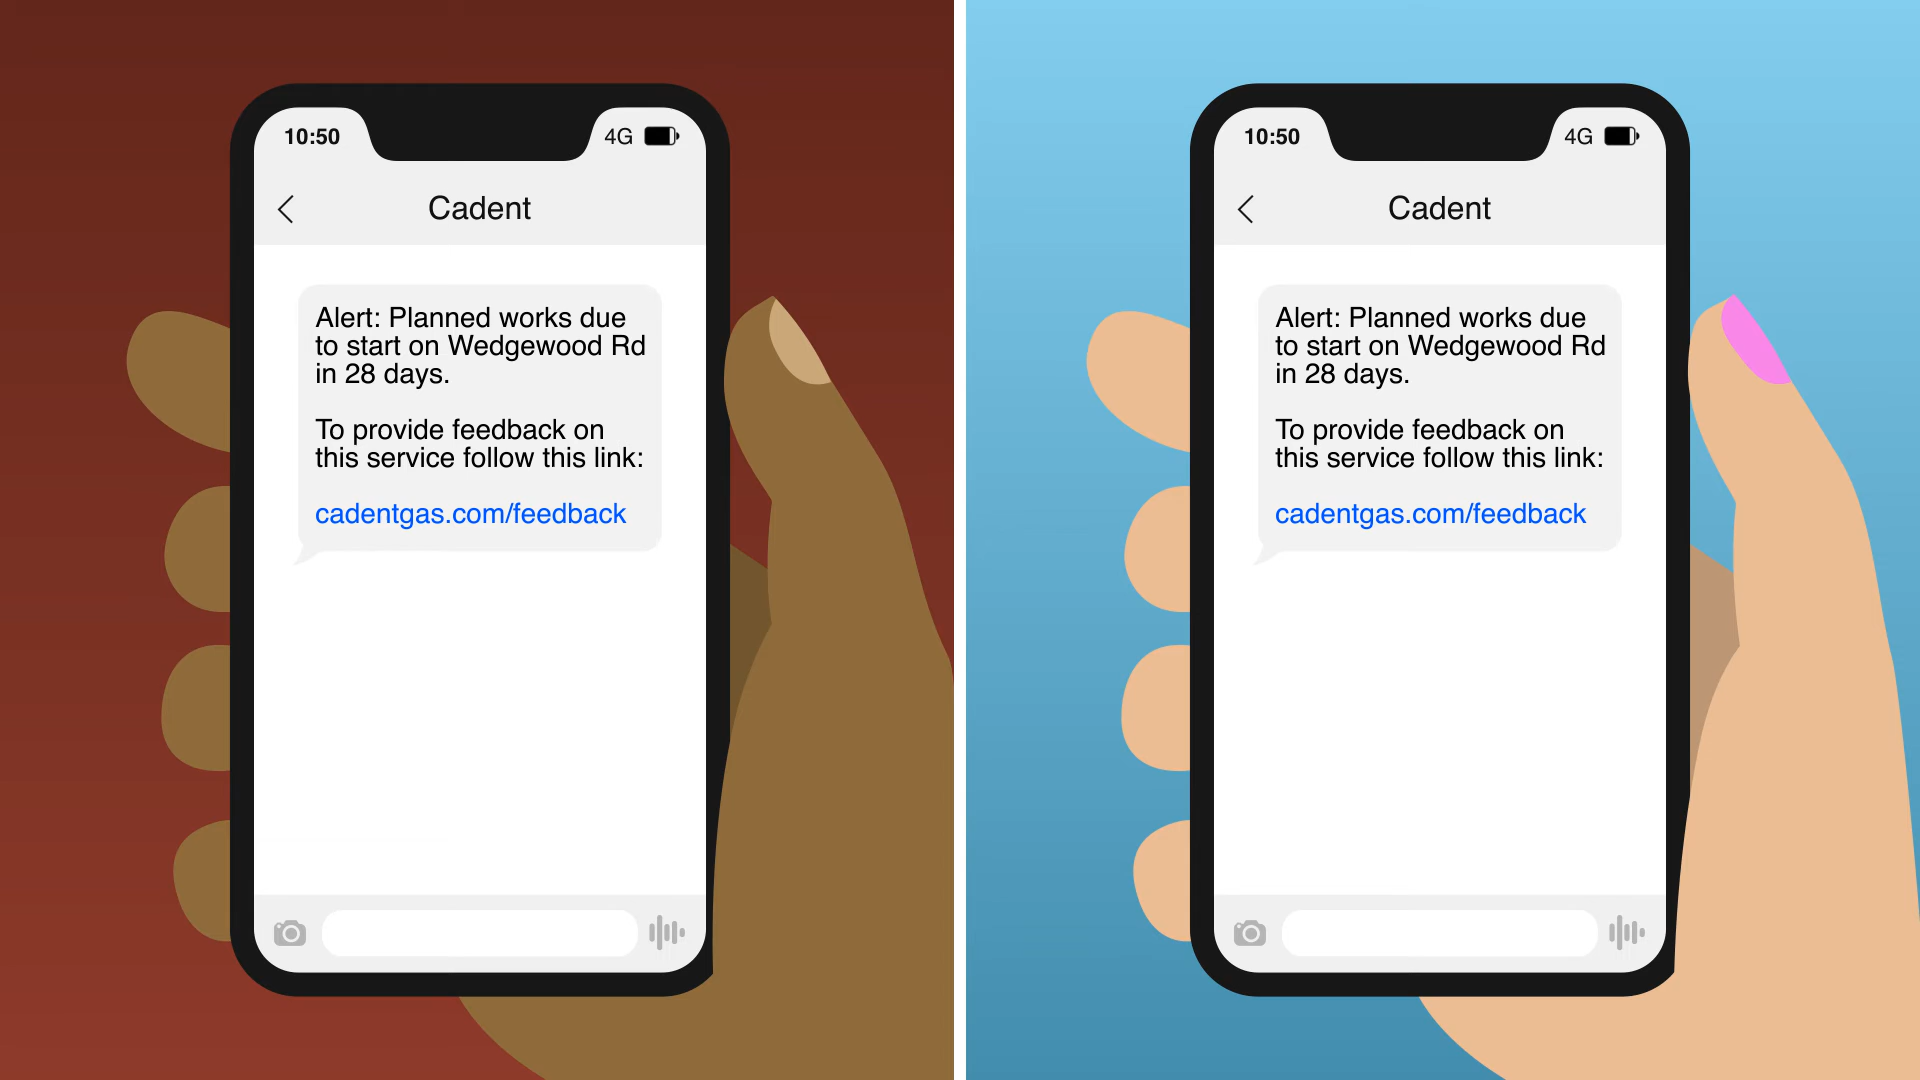 10:50
4G
Cadent
Alert: Planned works due
to start on Wedgewood Rd
in 28 days.
To provide feedback on
this service follow this link:
cadentgas.com/feedback
10:50
4G
Cadent
Alert: Planned works due
to start on Wedgewood Rd
in 28 days.
To provide feedback on
this service follow this link:
cadentgas.com/feedback